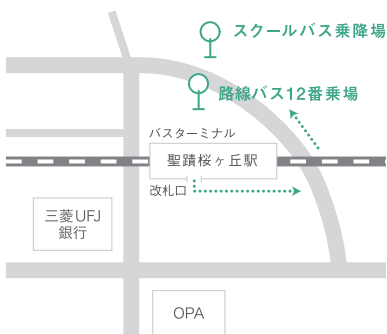 スクールバス乗降場
路線バス12番乗場
バスターミナル
聖蹟桜ヶ丘駅
改札口
三菱UFJ
銀行
OPA